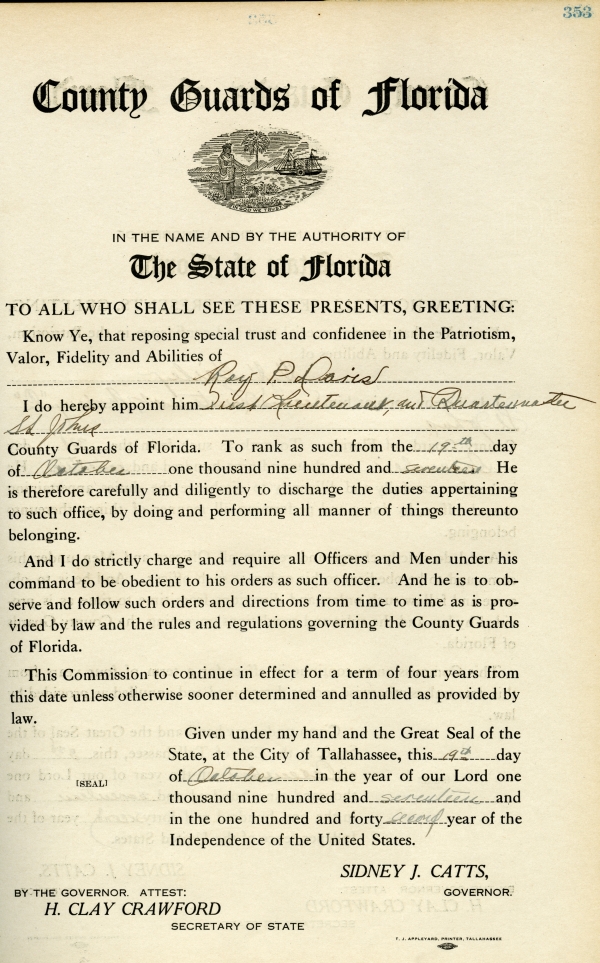 353
County Guards of Florida
IN GOD WE TRUST
IN THE NAME AND BY THE AUTHORITY OF
The State of Florida
TO ALL WHO SHALL SEE THESE PRESENTS, GREETING:
Know Ye, that reposing special trust and confidence in the Patriotism,
Valor, Fidelity and Abilities of
Roy P. Davis
I do hereby appoint him First Lieutenant, and Quartermaster
St Johns
County Guards of Florida. To rank as such from the 19th day
of October one thousand nine hundred and seventeen He
is therefore carefully and diligently to discharge the duties appertaining
to such office, by doing and performing all manner of things thereunto
belonging.
And I do strictly charge and require all Officers and Men under his
command to be obedient to his orders as such officer. And he is to ob-
serve and follow such orders and directions from time to time as is pro-
vided by law and the rules and regulations governing the County Guards
of Florida.
This Commission to continue in effect for a term of four years from
this date unless otherwise sooner determined and annulled as provided by
law.
Given under my hand and the Great Seal of the
State, at the City of Tallahassee, this 19th day
of October in the year of our Lord one
[SEAL]
thousand nine hundred and seventeen and
in the one hundred and forty year of the
Independence of the United States.
SIDNEY J. CATTS,
GOVERNOR.
BY THE GOVERNOR. ATTEST:
H. CLAY CRAWFORD
SECRETARY OF STATE
T. J. APPLEYARD, PRINTER, TALLAHASSEE